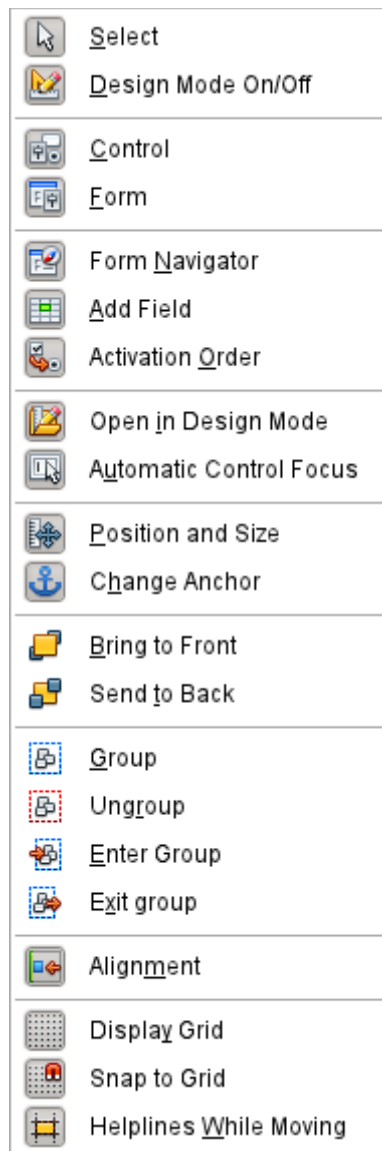 Select
Design Mode On/Off
Control
Form
Form Navigator
Add Field
Activation Order
Open in Design Mode
Automatic Control Focus
Position and Size
Change Anchor
Bring to Front
Send to Back
Group
Ungroup
Enter Group
Exit group
Alignment
Display Grid
Snap to Grid
Helplines While Moving